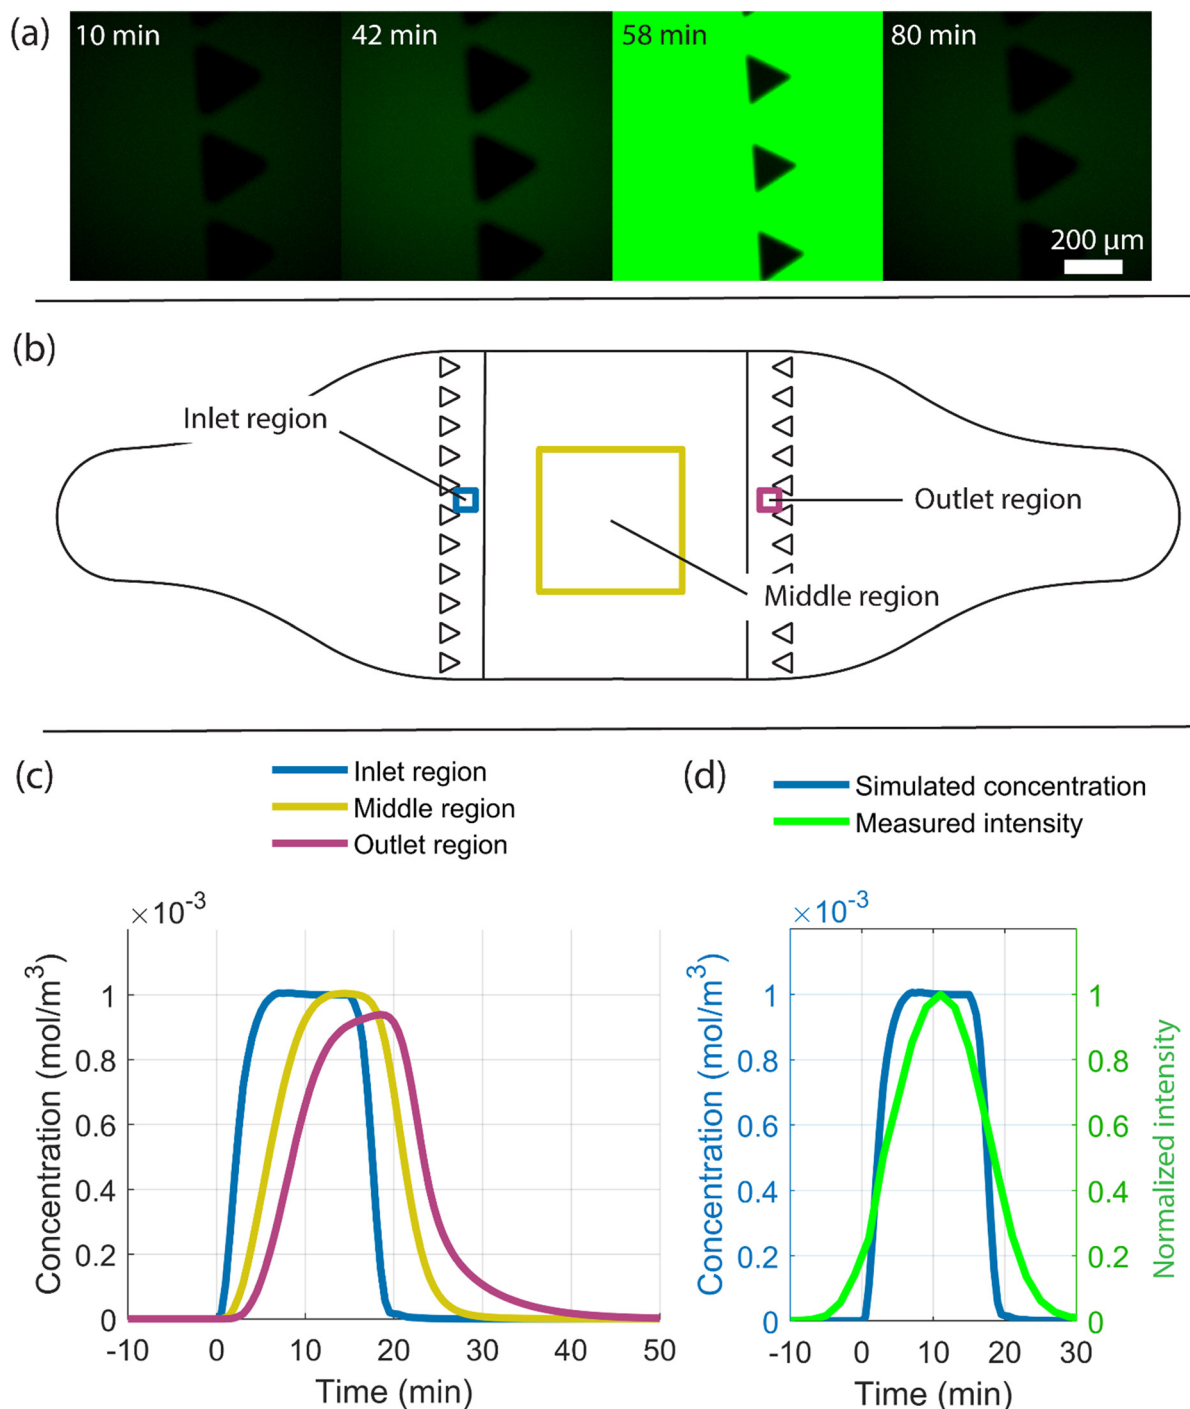 (a)
10 min
42 min
58 min
80 min
200 μm
(b)
Inlet region
Outlet region
Middle region
(c)
Inlet region
Middle region
Outlet region
×10⁻³
Concentration (mol/m³)
1
0.8
0.6
0.4
0.2
0
-10 0 10 20 30 40 50
Time (min)
(d)
Simulated concentration
Measured intensity
×10⁻³
Concentration (mol/m³)
1
0.8
0.6
0.4
0.2
0
1
0.8
0.6
0.4
0.2
0
Normalized intensity
-10 0 10 20 30
Time (min)